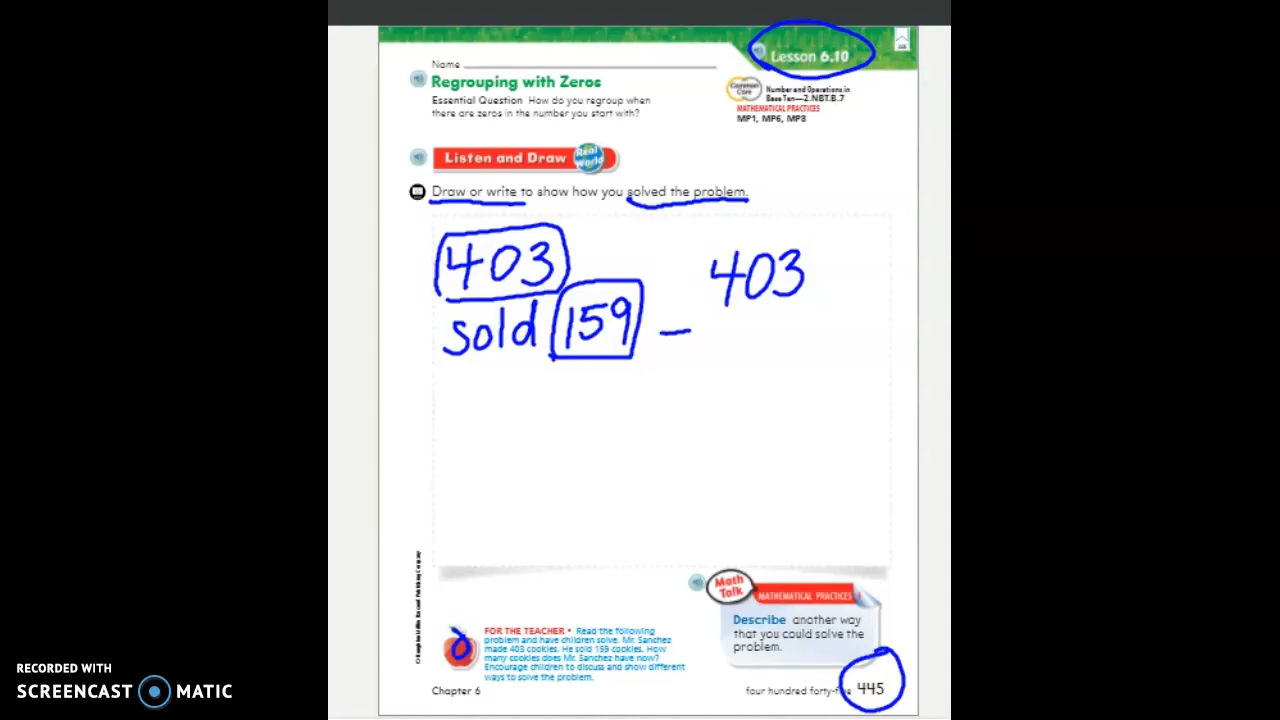 Lesson 6.10
Name
Regrouping with Zeros
Essential Question How do you regroup when
there are zeros in the number you start with?
Common
Core
Number and Operations in
Base Ten—2.NBT.B.7
MATHEMATICAL PRACTICES
MP1, MP6, MP8
Listen and Draw
Real
World
Draw or write to show how you solved the problem.
403
sold 159
403
–
Math
Talk
MATHEMATICAL PRACTICES
Describe another way
that you could solve the
problem.
FOR THE TEACHER • Read the following
problem and have children solve. Mr. Sanchez
made 403 cookies. He sold 159 cookies. How
many cookies does Mr. Sanchez have now?
Encourage children to discuss and show different
ways to solve the problem.
Chapter 6
four hundred forty-five 445
RECORDED WITH
SCREENCAST MATIC